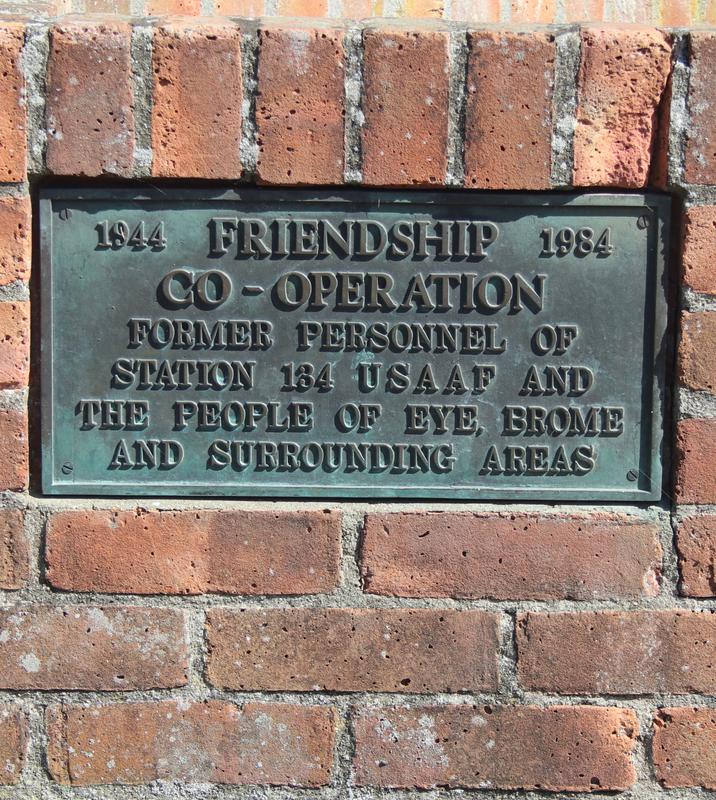 1944 FRIENDSHIP 1984
CO-OPERATION
FORMER PERSONNEL OF
STATION 134 USAAF AND
THE PEOPLE OF EYE, BROME
AND SURROUNDING AREAS